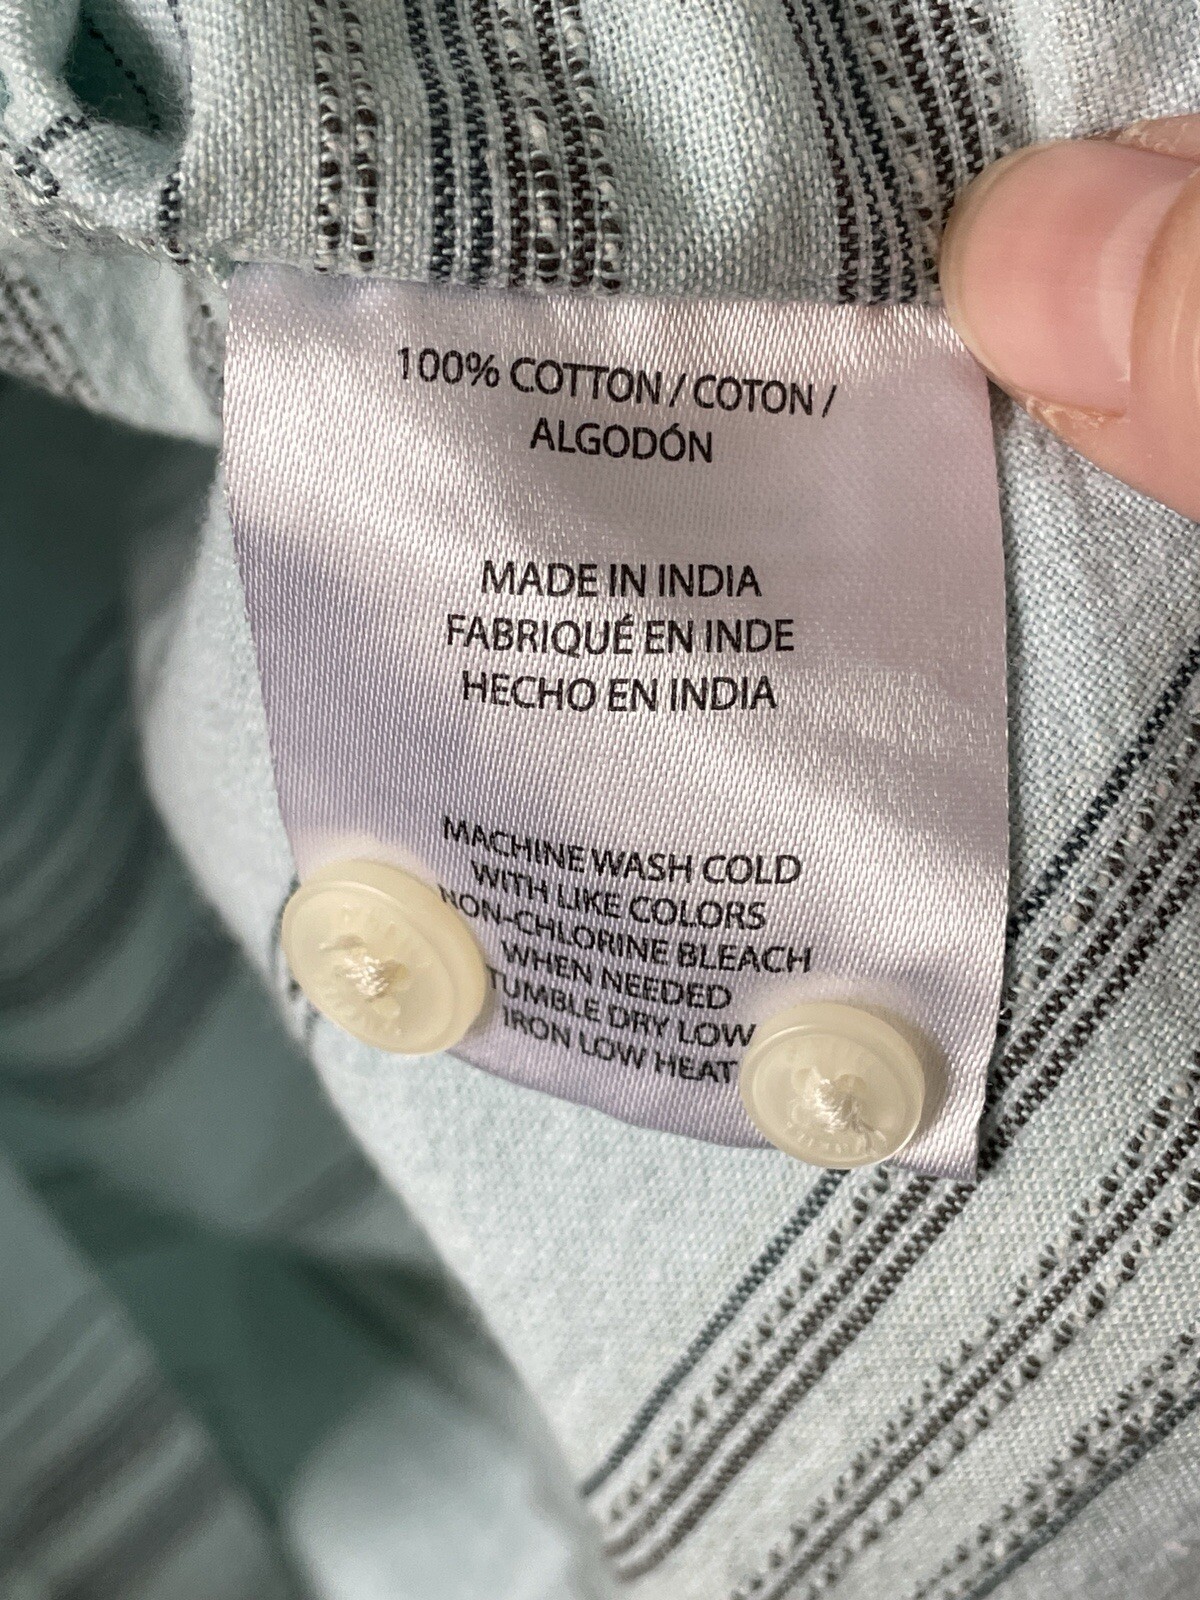 100% COTTON / COTON /
ALGODÓN
MADE IN INDIA
FABRIQUÉ EN INDE
HECHO EN INDIA
MACHINE WASH COLD
WITH LIKE COLORS
NON-CHLORINE BLEACH
WHEN NEEDED
TUMBLE DRY LOW
IRON LOW HEAT